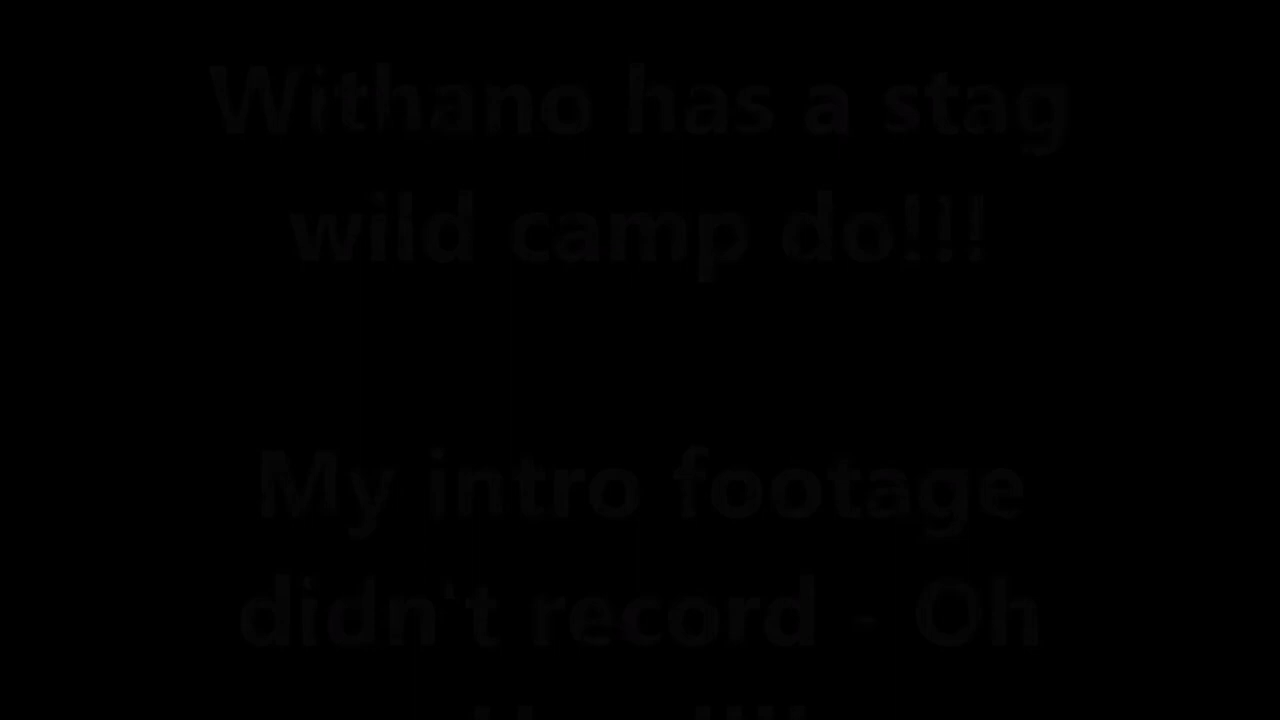 Withano has a stag
wild camp do!!!
My intro footage
didn't record - Oh